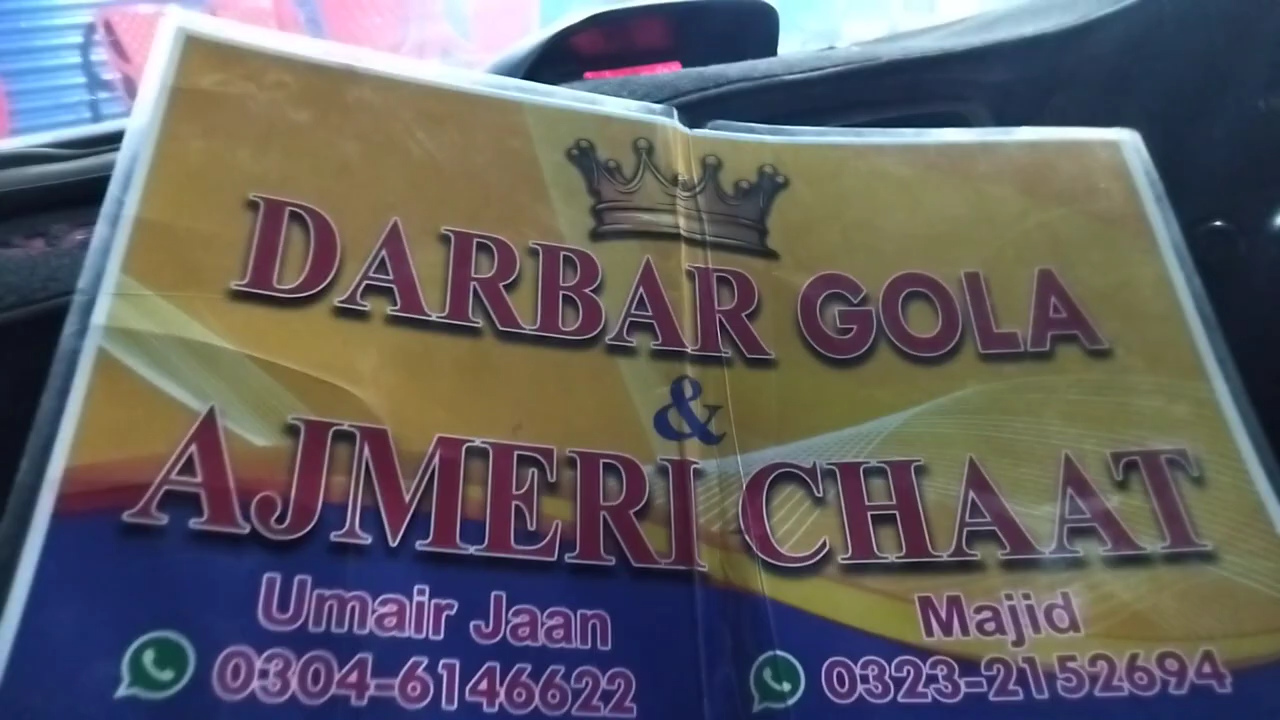 DARBAR GOLA
&
AJMERI CHAAT
Umair Jaan
0304-6146622
Majid
0323-2152694